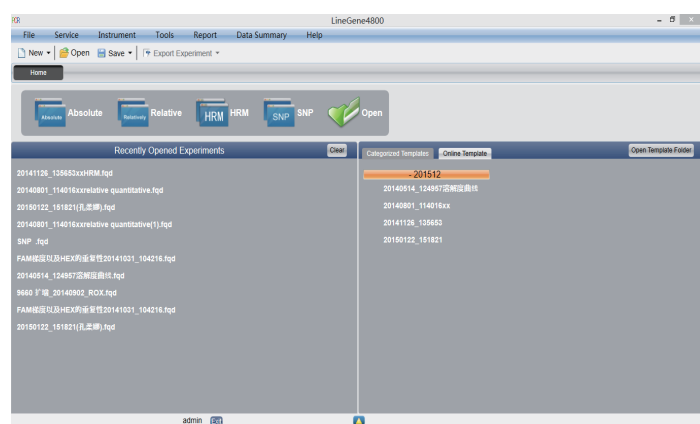 LineGene4800
File Service Instrument Tools Report Data Summary Help
New Open Save Export Experiment
Home
Absolute Absolute Relatively Relative HRM HRM SNP SNP Open
Recently Opened Experiments Clear
Categorized Templates Online Template Open Template Folder
20141126_135653xxHRM.fqd
20140801_114016xxrelative quantitative.fqd
20150122_151821(孔柔娜).fqd
20140801_114016xxrelative quantitative(1).fqd
SNP .fqd
FAM梯度以及HEX的重复性20141031_104216.fqd
20140514_124957溶解度曲线.fqd
9660 扩增_20140902_ROX.fqd
FAM梯度以及HEX的重复性20141031_104216.fqd
20150122_151821(孔柔娜).fqd
- 201512
20140514_124957溶解度曲线
20140801_114016xx
20141126_135653
20150122_151821
admin Exit